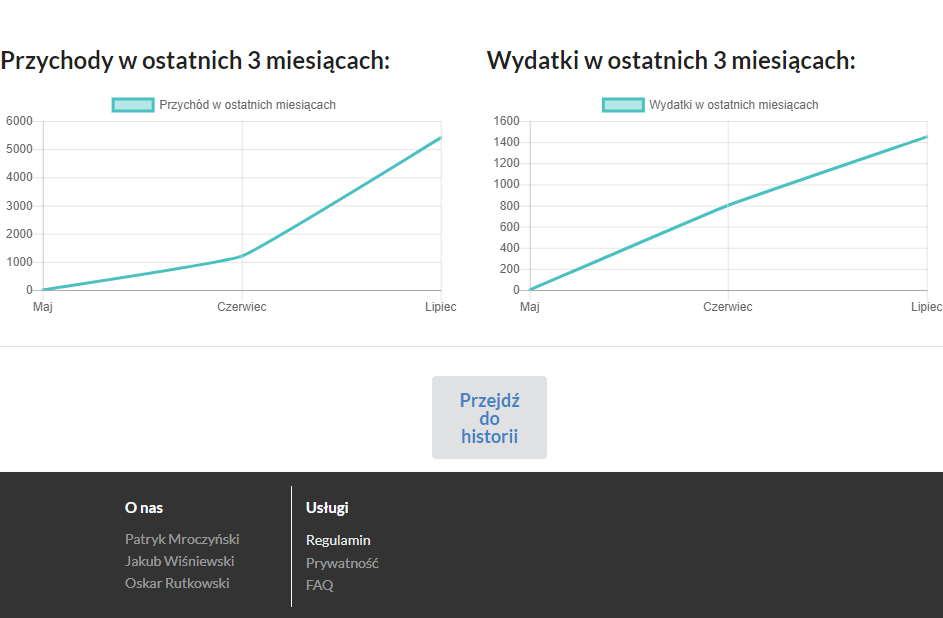 Przychody w ostatnich 3 miesiącach:
Przychód w ostatnich miesiącach
6000
5000
4000
3000
2000
1000
0
Maj Czerwiec Lipiec
Wydatki w ostatnich 3 miesiącach:
Wydatki w ostatnich miesiącach
1600
1400
1200
1000
800
600
400
200
0
Maj Czerwiec Lipiec
Przejdź
do
historii
O nas
Patryk Mroczyński
Jakub Wiśniewski
Oskar Rutkowski
Usługi
Regulamin
Prywatność
FAQ